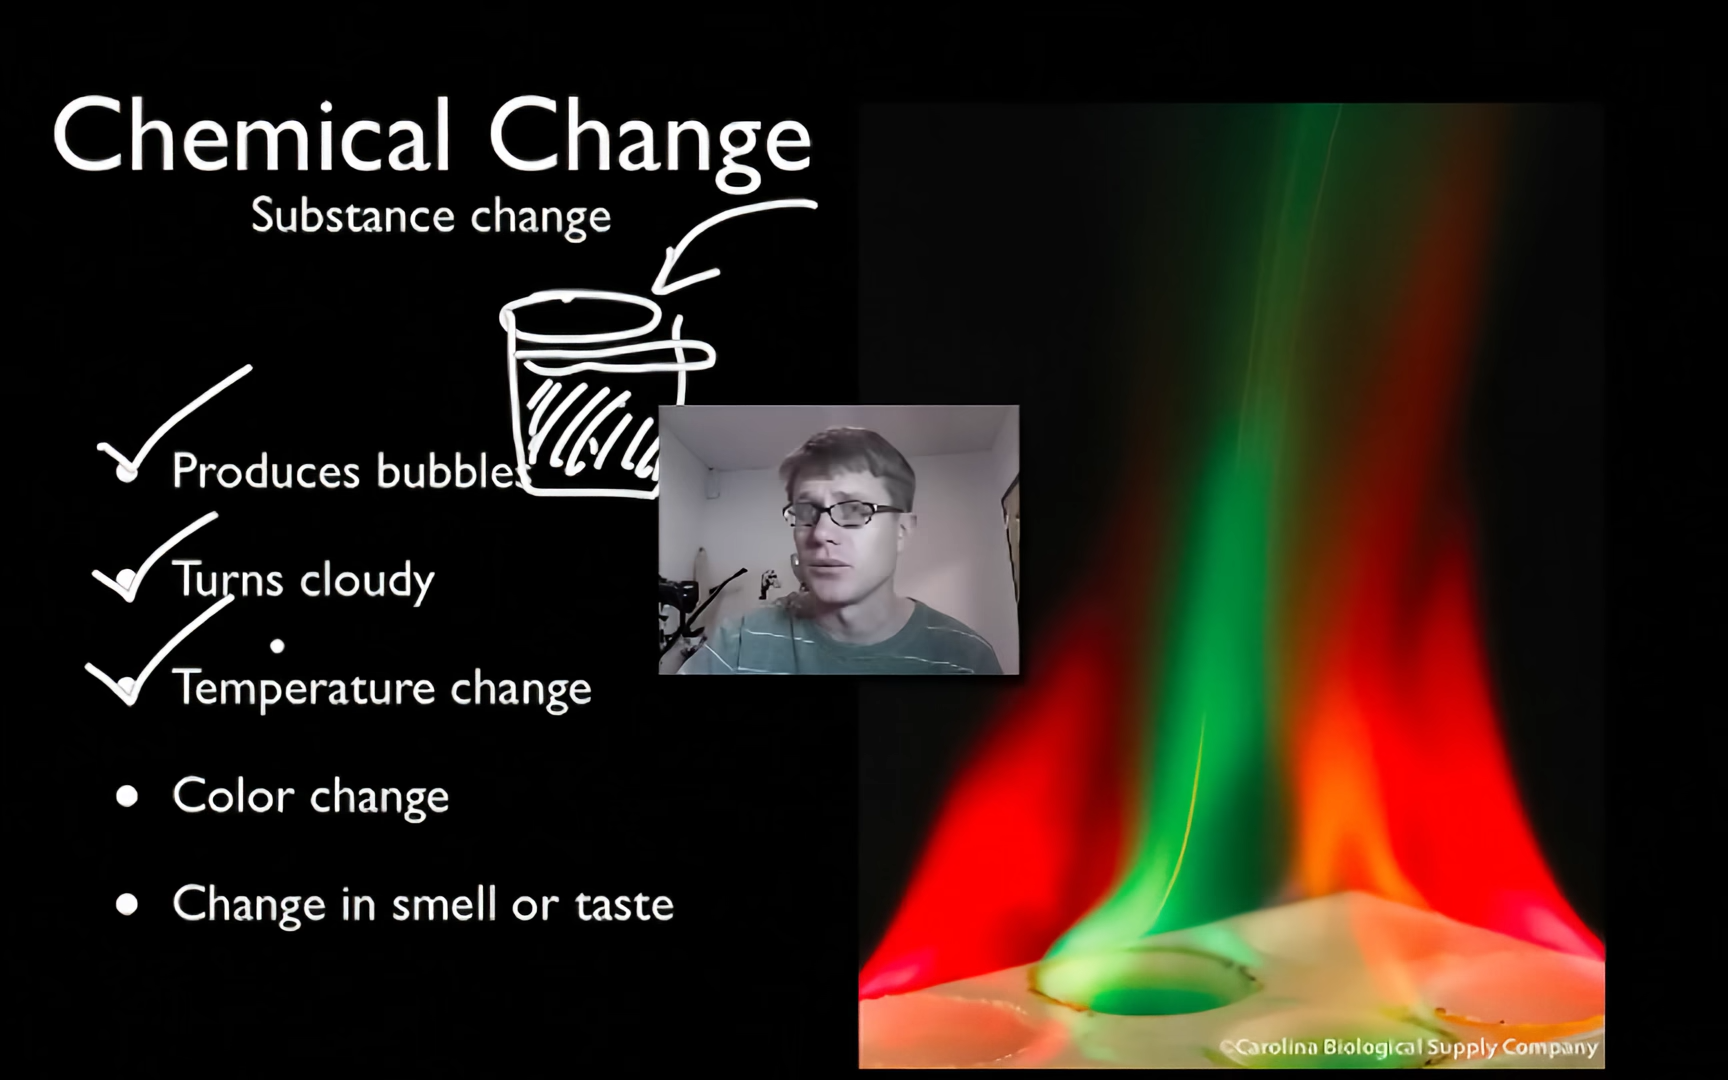 Chemical Change
Substance change
Produces bubbles
Turns cloudy
Temperature change
Color change
Change in smell or taste
©Carolina Biological Supply Company